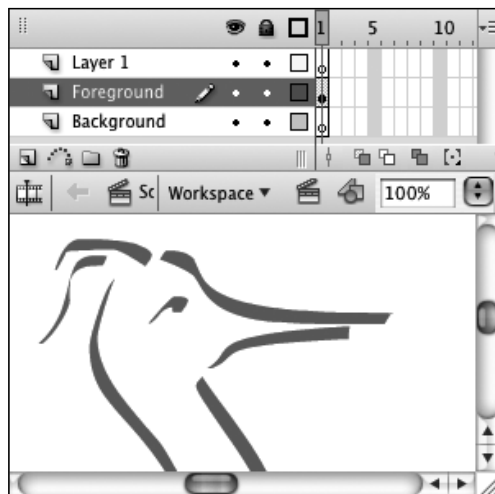 1 5 10
Layer 1
Foreground
Background
Sc Workspace 100%